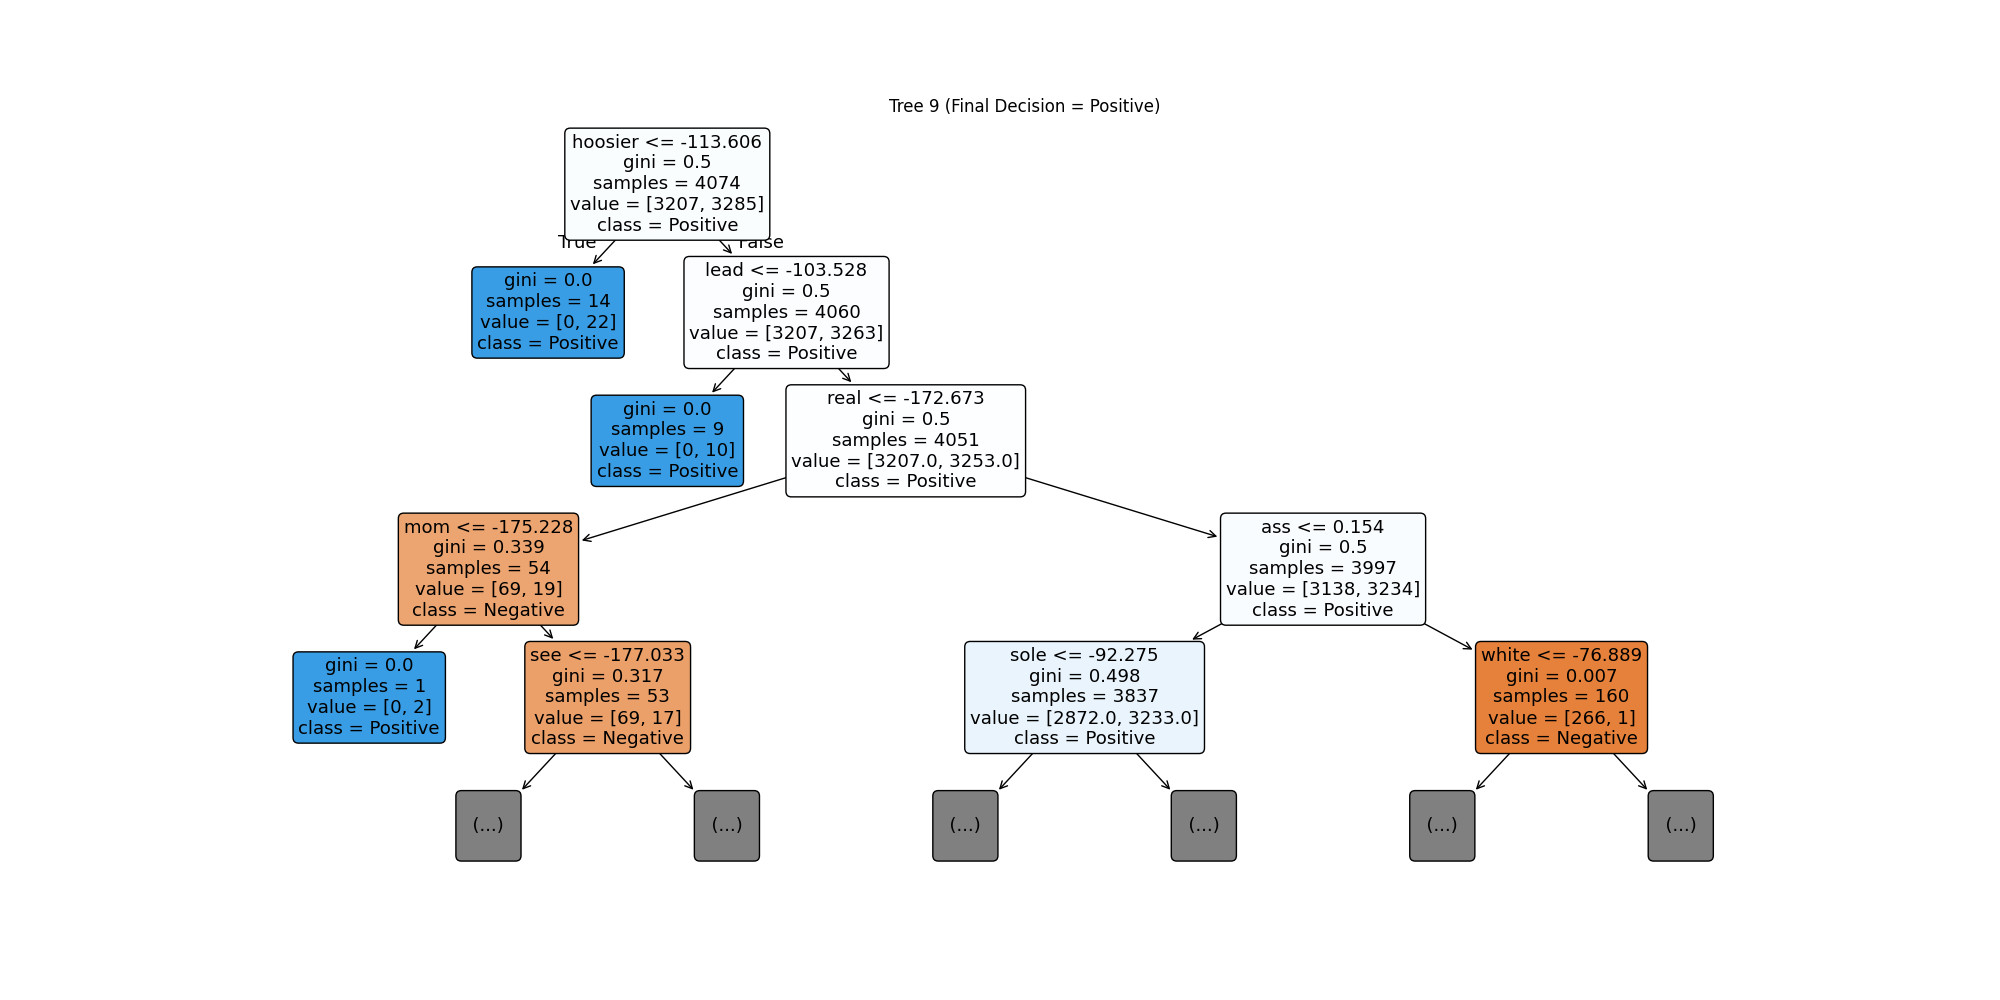 Tree 9 (Final Decision = Positive)
hoosier <= -113.606
gini = 0.5
samples = 4074
value = [3207, 3285]
class = Positive
True
False
gini = 0.0
samples = 14
value = [0, 22]
class = Positive
lead <= -103.528
gini = 0.5
samples = 4060
value = [3207, 3263]
class = Positive
gini = 0.0
samples = 9
value = [0, 10]
class = Positive
real <= -172.673
gini = 0.5
samples = 4051
value = [3207.0, 3253.0]
class = Positive
mom <= -175.228
gini = 0.339
samples = 54
value = [69, 19]
class = Negative
ass <= 0.154
gini = 0.5
samples = 3997
value = [3138, 3234]
class = Positive
gini = 0.0
samples = 1
value = [0, 2]
class = Positive
see <= -177.033
gini = 0.317
samples = 53
value = [69, 17]
class = Negative
sole <= -92.275
gini = 0.498
samples = 3837
value = [2872.0, 3233.0]
class = Positive
white <= -76.889
gini = 0.007
samples = 160
value = [266, 1]
class = Negative
(...)
(...)
(...)
(...)
(...)
(...)